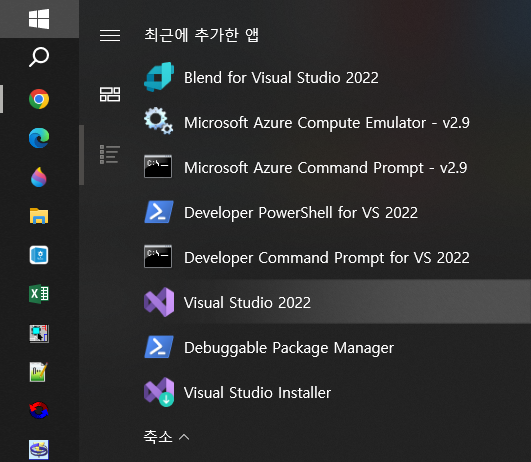 최근에 추가한 앱
Blend for Visual Studio 2022
Microsoft Azure Compute Emulator - v2.9
Microsoft Azure Command Prompt - v2.9
Developer PowerShell for VS 2022
Developer Command Prompt for VS 2022
Visual Studio 2022
Debuggable Package Manager
Visual Studio Installer
축소